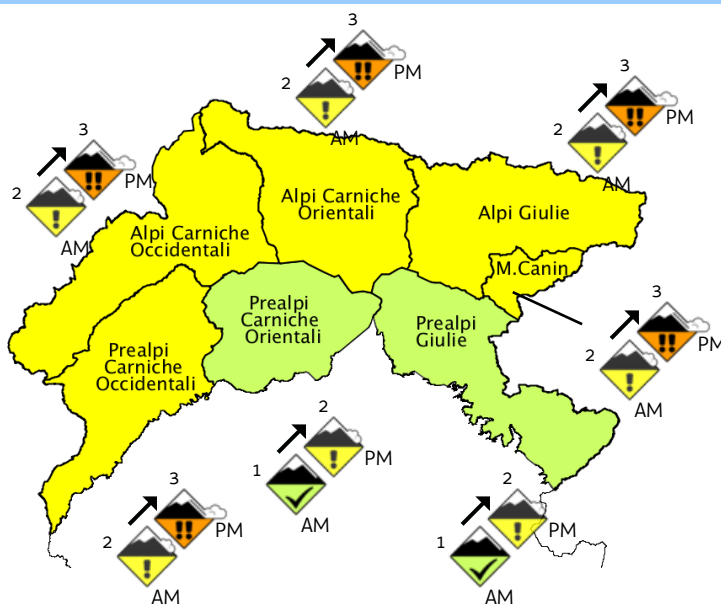 3
2
PM
AM
3
2
PM
AM
3
2
PM
AM
Alpi Carniche
Orientali
Alpi Giulie
Alpi Carniche
Occidentali
M.Canin
Prealpi
Carniche
Orientali
Prealpi
Giulie
Prealpi
Carniche
Occidentali
3
2
PM
AM
2
1
PM
AM
3
2
PM
AM
2
1
PM
AM